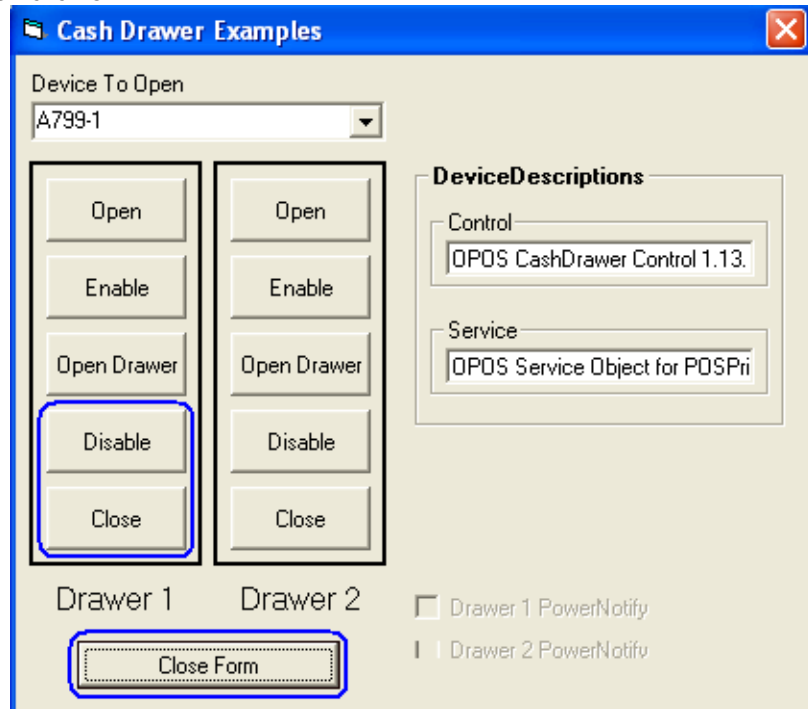 Cash Drawer Examples
Device To Open
A799-1
Open
Enable
Open Drawer
Disable
Close
Drawer 1
Open
Enable
Open Drawer
Disable
Close
Drawer 2
Close Form
DeviceDescriptions
Control
OPOS CashDrawer Control 1.13.
Service
OPOS Service Object for POSPri
Drawer 1 PowerNotify
Drawer 2 PowerNotify